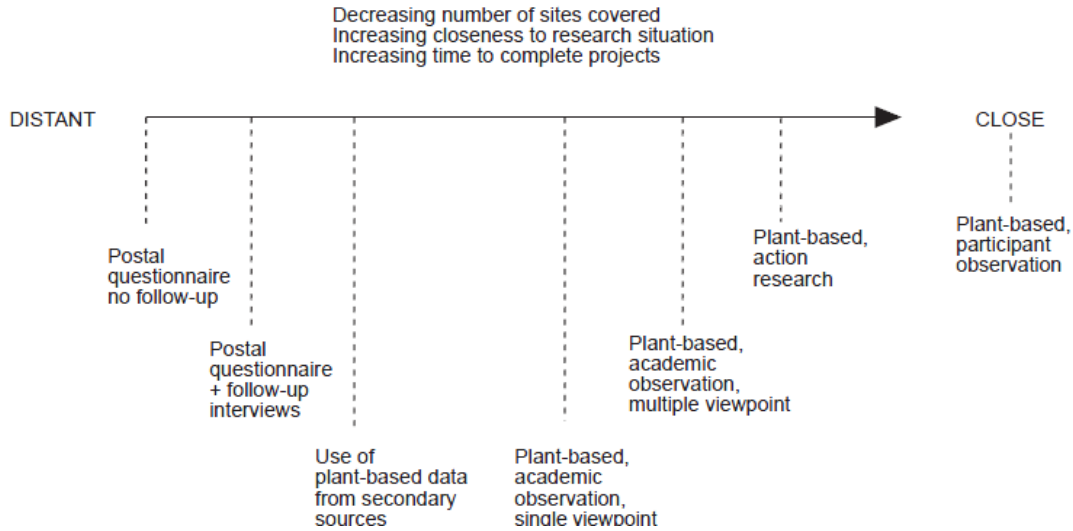 Decreasing number of sites covered
Increasing closeness to research situation
Increasing time to complete projects
DISTANT
CLOSE
Postal
questionnaire
no follow-up
Postal
questionnaire
+ follow-up
interviews
Use of
plant-based data
from secondary
sources
Plant-based,
academic
observation,
single viewpoint
Plant-based,
academic
observation,
multiple viewpoint
Plant-based,
action
research
Plant-based,
participant
observation